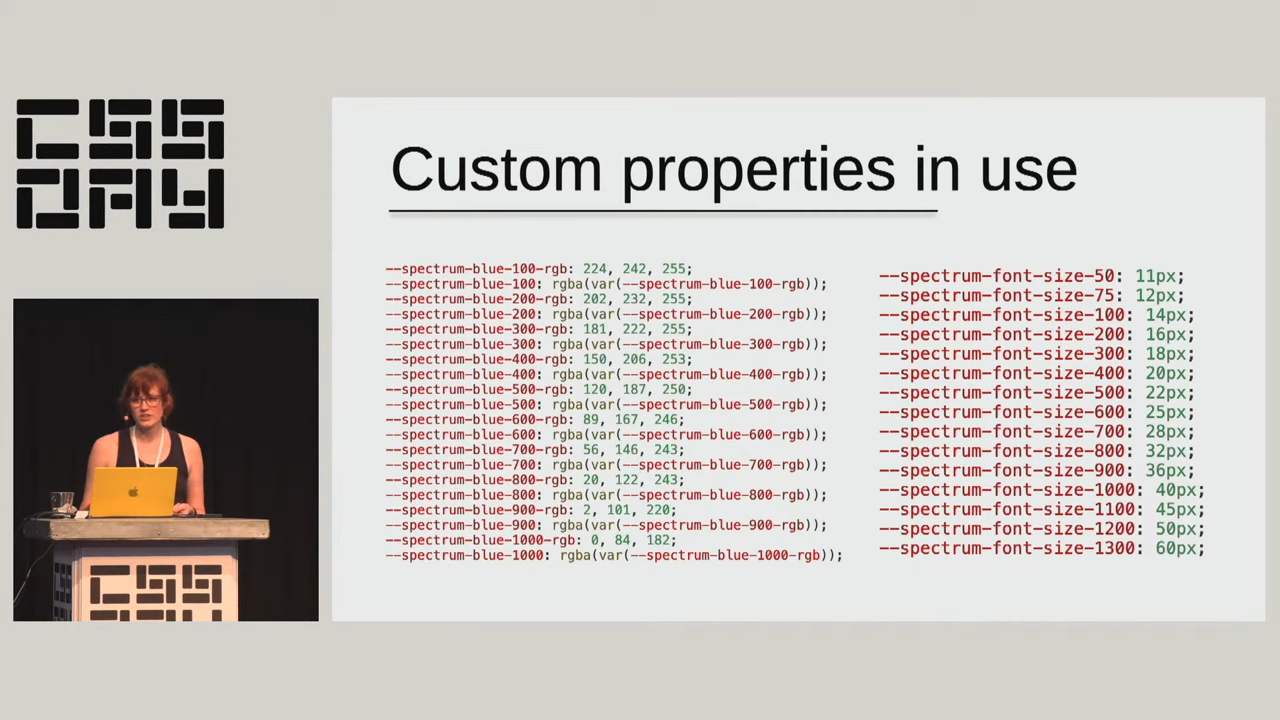 CSS
DAY
Custom properties in use
--spectrum-blue-100-rgb: 224, 242, 255;
--spectrum-blue-100: rgba(var(--spectrum-blue-100-rgb));
--spectrum-blue-200-rgb: 202, 232, 255;
--spectrum-blue-200: rgba(var(--spectrum-blue-200-rgb));
--spectrum-blue-300-rgb: 181, 222, 255;
--spectrum-blue-300: rgba(var(--spectrum-blue-300-rgb));
--spectrum-blue-400-rgb: 150, 206, 253;
--spectrum-blue-400: rgba(var(--spectrum-blue-400-rgb));
--spectrum-blue-500-rgb: 120, 187, 250;
--spectrum-blue-500: rgba(var(--spectrum-blue-500-rgb));
--spectrum-blue-600-rgb: 89, 167, 246;
--spectrum-blue-600: rgba(var(--spectrum-blue-600-rgb));
--spectrum-blue-700-rgb: 56, 146, 243;
--spectrum-blue-700: rgba(var(--spectrum-blue-700-rgb));
--spectrum-blue-800-rgb: 20, 122, 243;
--spectrum-blue-800: rgba(var(--spectrum-blue-800-rgb));
--spectrum-blue-900-rgb: 2, 101, 220;
--spectrum-blue-900: rgba(var(--spectrum-blue-900-rgb));
--spectrum-blue-1000-rgb: 0, 84, 182;
--spectrum-blue-1000: rgba(var(--spectrum-blue-1000-rgb));
--spectrum-font-size-50: 11px;
--spectrum-font-size-75: 12px;
--spectrum-font-size-100: 14px;
--spectrum-font-size-200: 16px;
--spectrum-font-size-300: 18px;
--spectrum-font-size-400: 20px;
--spectrum-font-size-500: 22px;
--spectrum-font-size-600: 25px;
--spectrum-font-size-700: 28px;
--spectrum-font-size-800: 32px;
--spectrum-font-size-900: 36px;
--spectrum-font-size-1000: 40px;
--spectrum-font-size-1100: 45px;
--spectrum-font-size-1200: 50px;
--spectrum-font-size-1300: 60px;
CSS